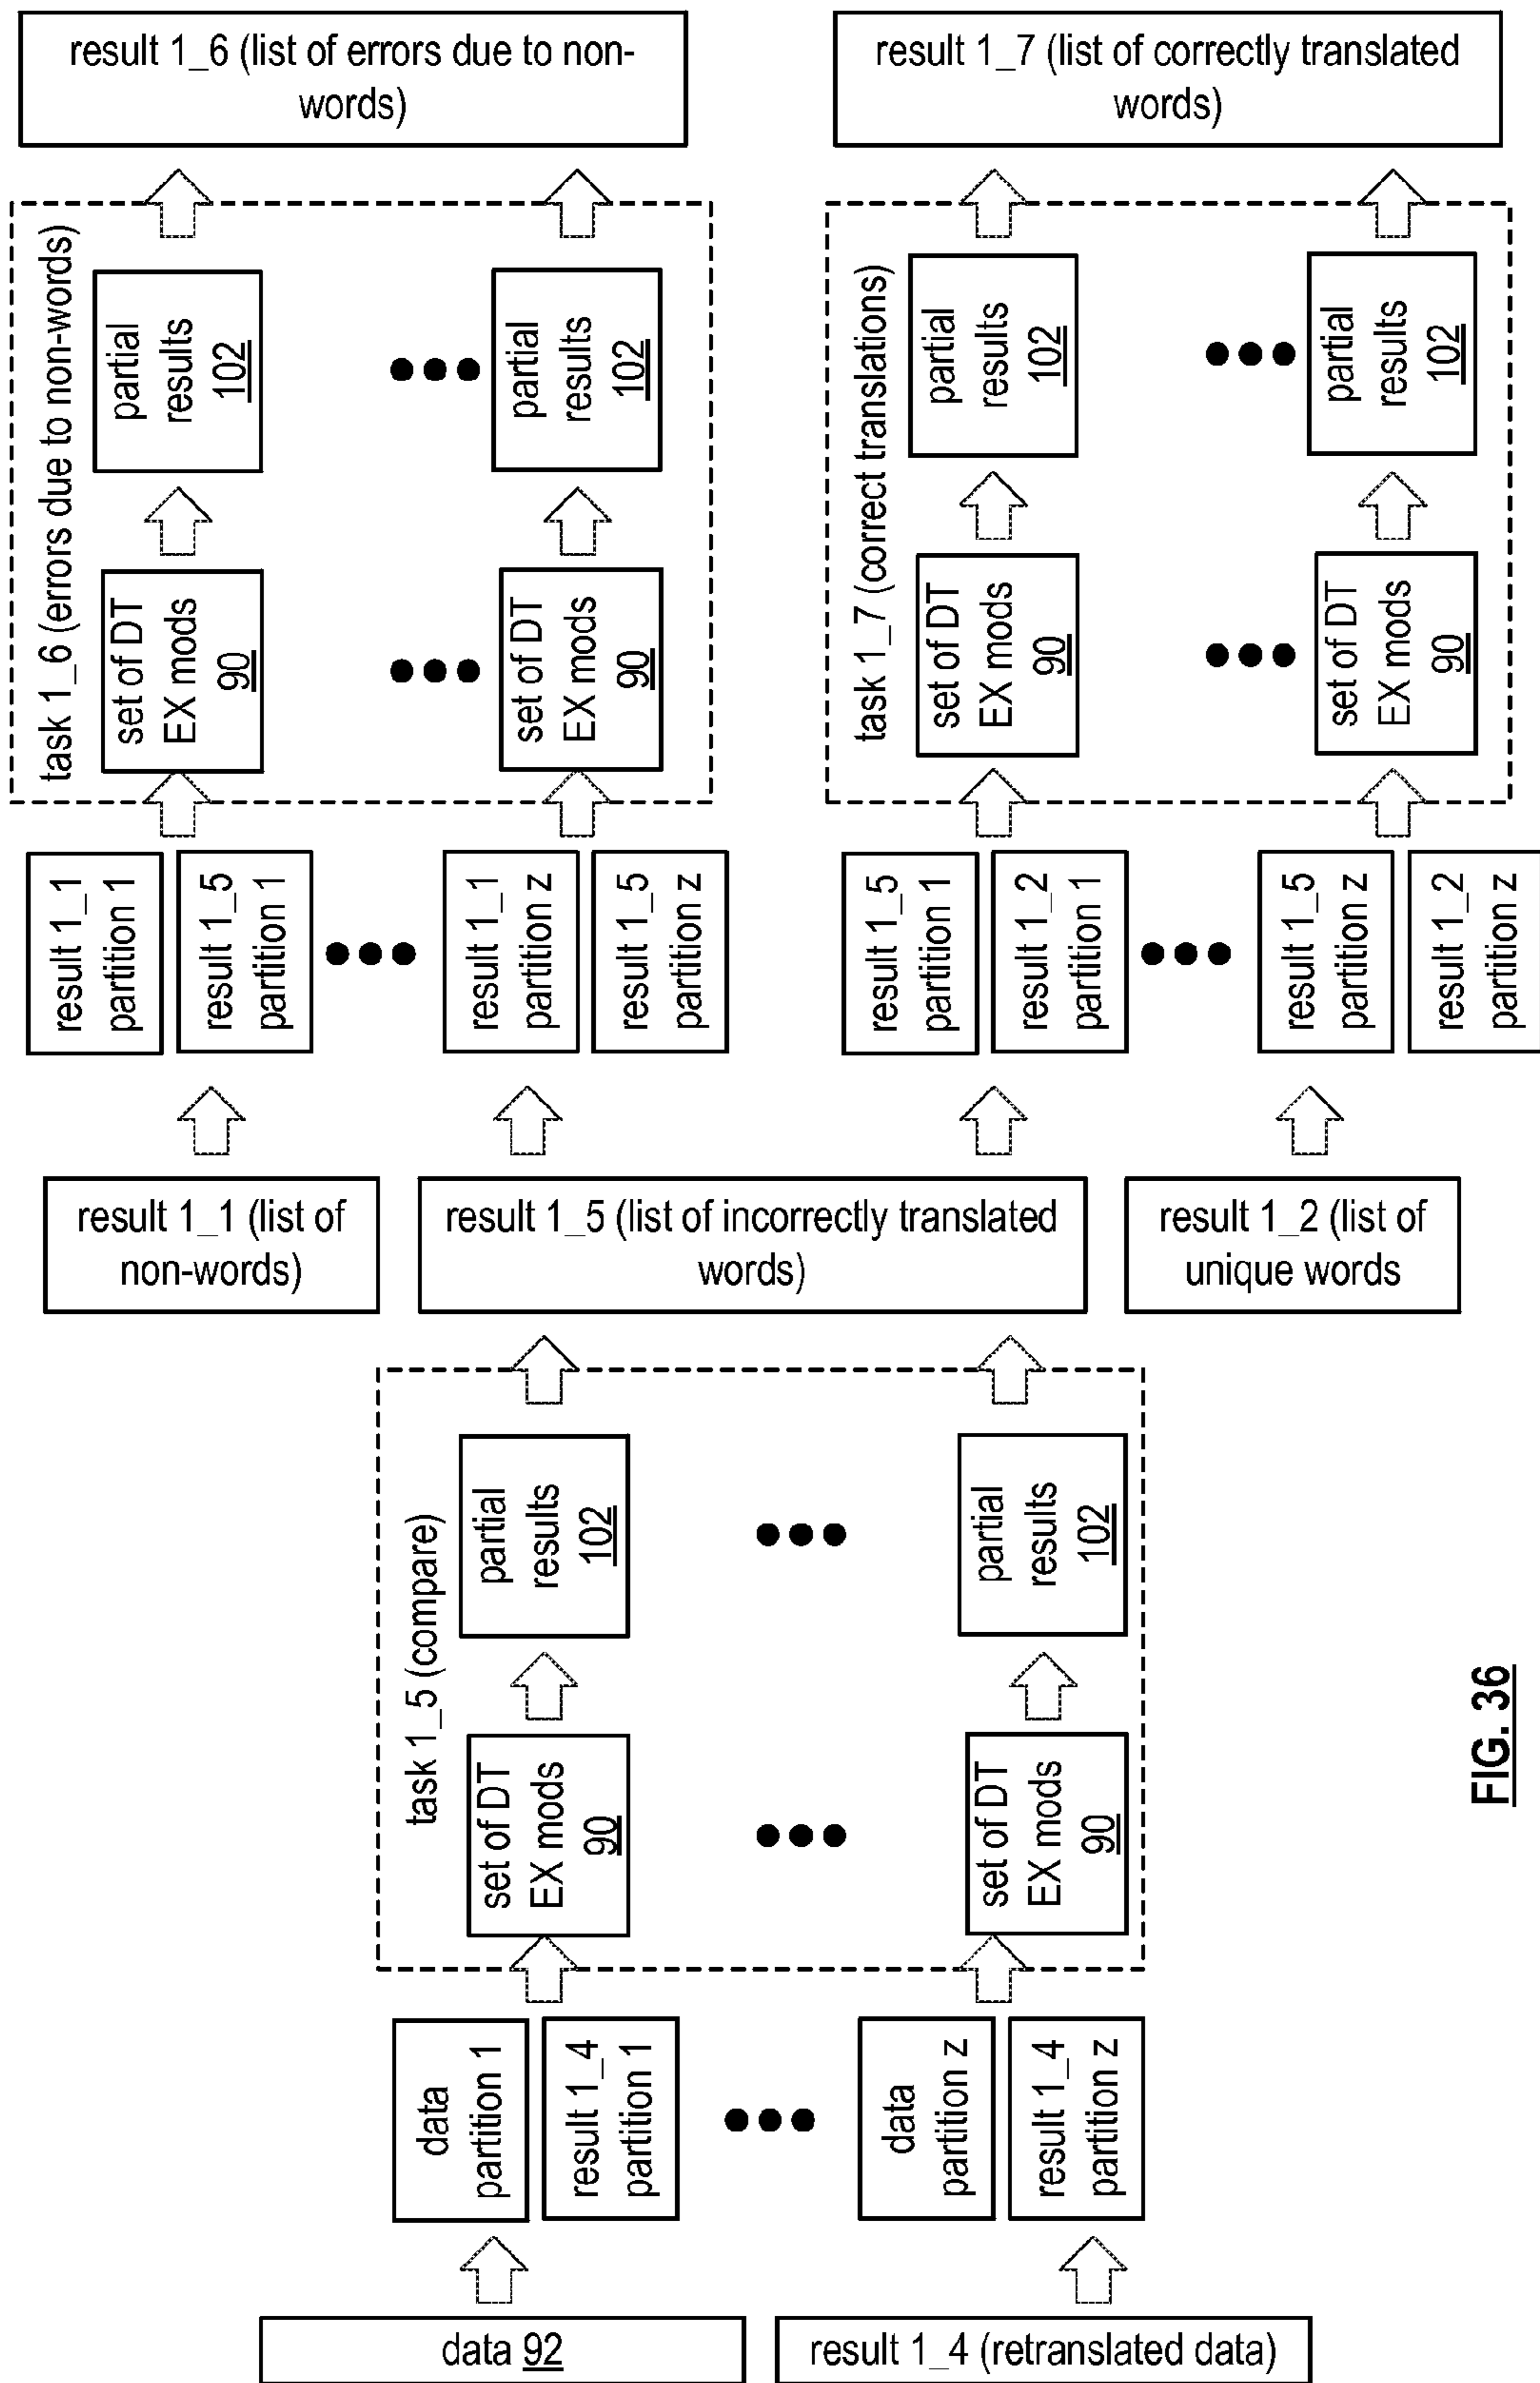 data 92
result 1_4 (retranslated data)
data
partition 1
result 1_4
partition 1
data
partition z
result 1_4
partition z
task 1_5 (compare)
set of DT
EX mods
90
partial
results
102
set of DT
EX mods
90
partial
results
102
result 1_1 (list of
non-words)
result 1_5 (list of incorrectly translated
words)
result 1_2 (list of
unique words
result 1_1
partition 1
result 1_5
partition 1
result 1_1
partition z
result 1_5
partition z
task 1_6 (errors due to non-words)
set of DT
EX mods
90
partial
results
102
set of DT
EX mods
90
partial
results
102
result 1_6 (list of errors due to non-
words)
result 1_5
partition 1
result 1_2
partition 1
result 1_5
partition z
result 1_2
partition z
task 1_7 (correct translations)
set of DT
EX mods
90
partial
results
102
set of DT
EX mods
90
partial
results
102
result 1_7 (list of correctly translated
words)
FIG. 36